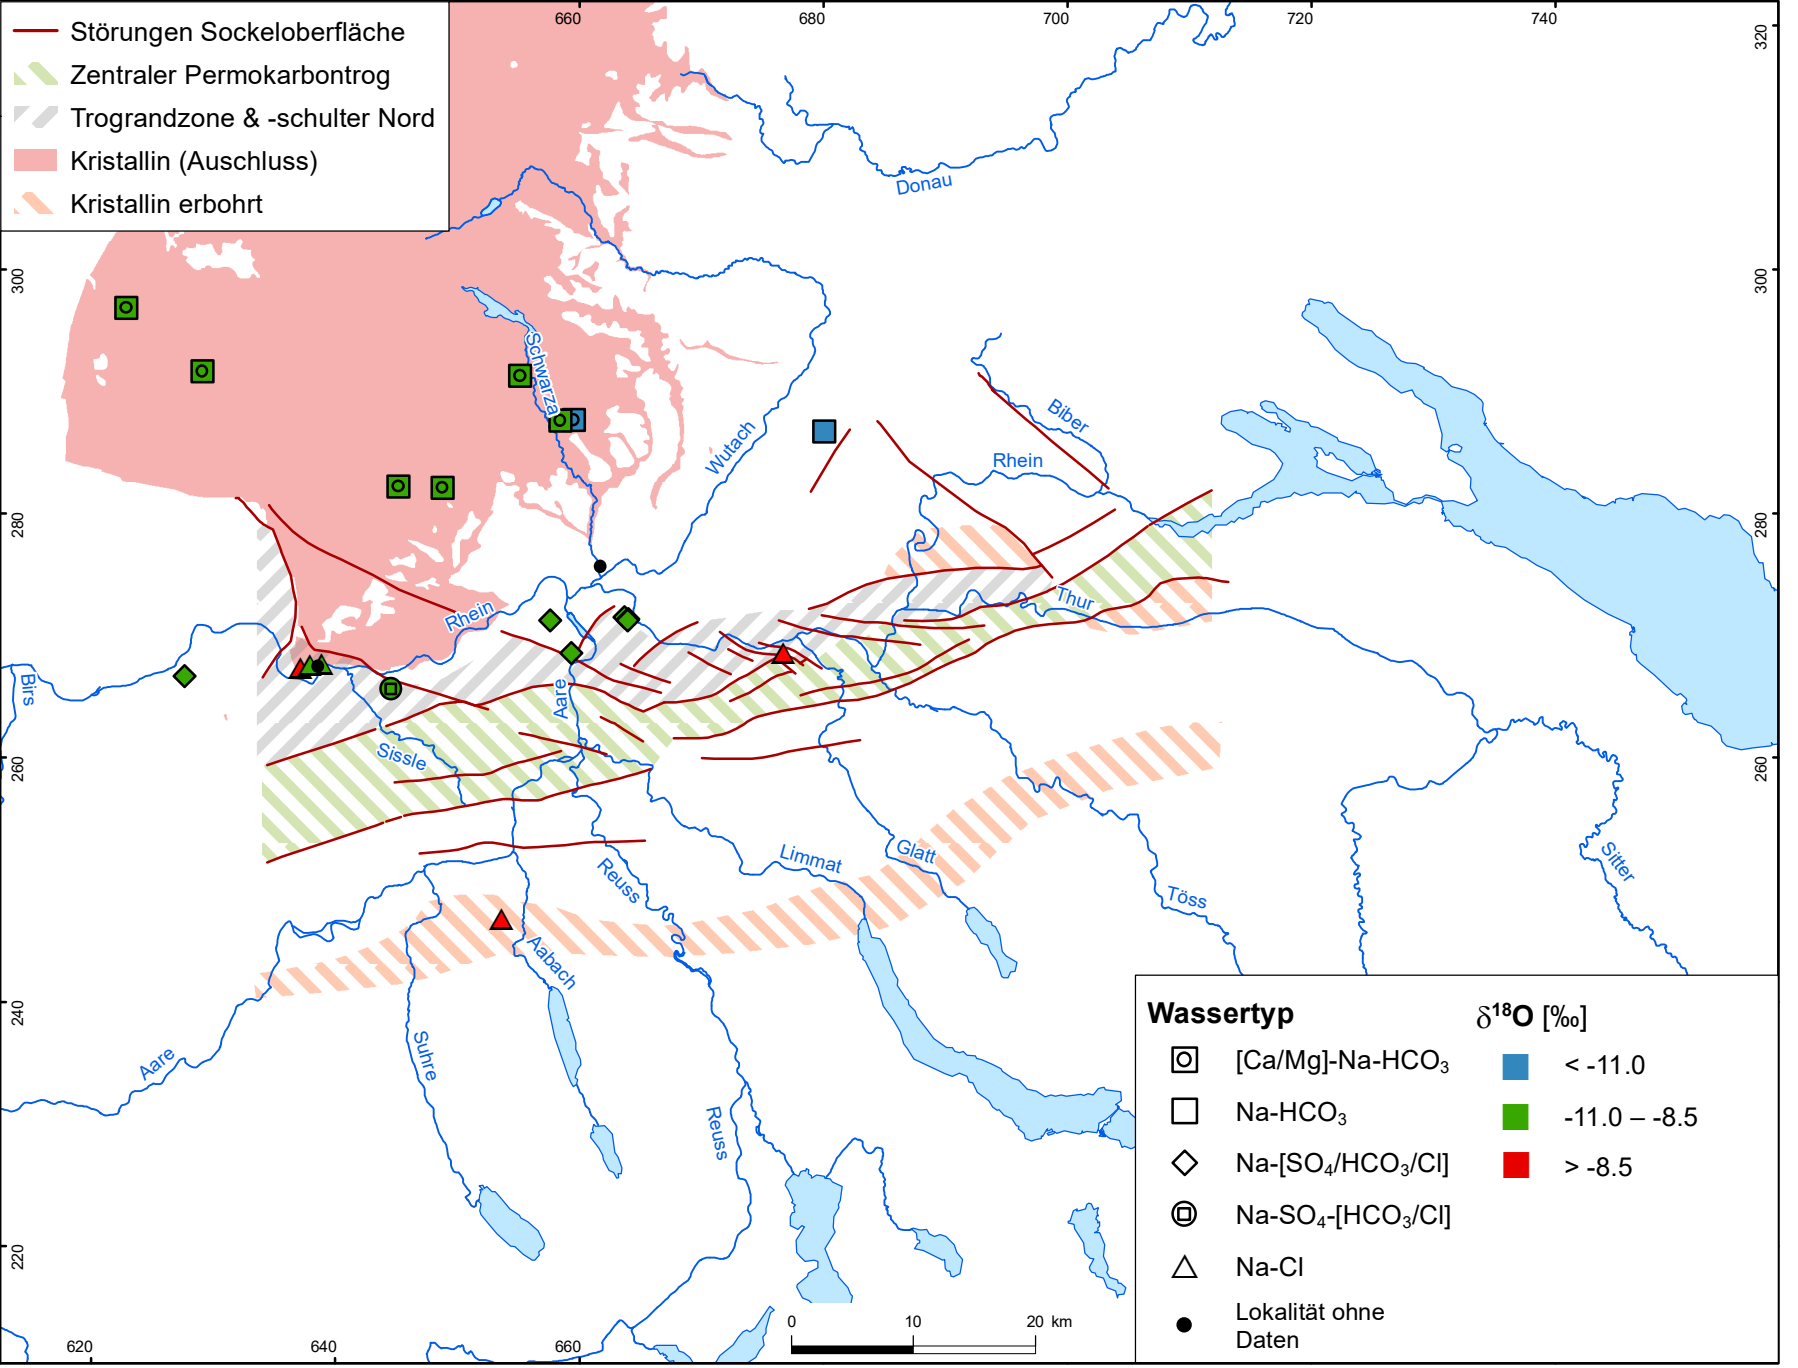 660
680
700
720
740
320
Störungen Sockeloberfläche
Zentraler Permokarbontrog
Trograndzone & -schulter Nord
Kristallin (Auschluss)
Kristallin erbohrt
Donau
300
300
Schwarza
Wutach
Biber
Rhein
280
280
Rhein
Thur
Birs
Aare
Sissle
260
260
Limmat
Glatt
Reuss
Sitter
Töss
Aabach
240
Aare
Suhre
Reuss
220
Wassertyp
[Ca/Mg]-Na-HCO₃
Na-HCO₃
Na-[SO₄/HCO₃/Cl]
Na-SO₄-[HCO₃/Cl]
Na-Cl
Lokalität ohne
Daten
δ¹⁸O [‰]
< -11.0
-11.0 – -8.5
> -8.5
0 10 20 km
620
640
660